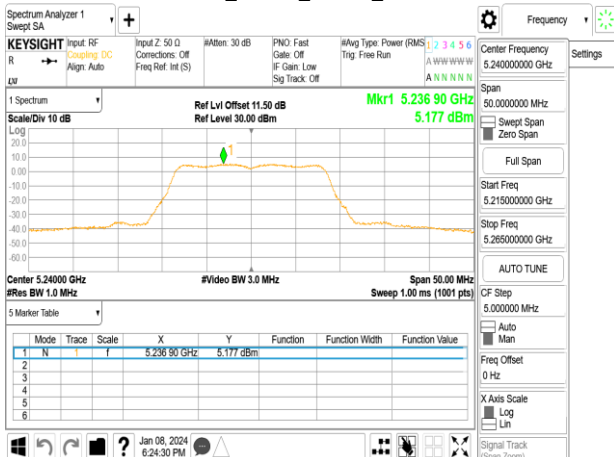 Spectrum Analyzer 1
Swept SA
Frequency
KEYSIGHT
R
Input: RF
Coupling: DC
Align: Auto
Input Z: 50 Ω
Corrections: Off
Freq Ref: Int (S)
#Atten: 30 dB
PNO: Fast
Gate: Off
IF Gain: Low
Sig Track: Off
#Avg Type: Power (RMS
Trig: Free Run
1 2 3 4 5 6
A W W W W W
A N N N N N
Settings
Center Frequency
5.240000000 GHz
Span
50.0000000 MHz
Swept Span
Zero Span
Full Span
Start Freq
5.215000000 GHz
Stop Freq
5.265000000 GHz
AUTO TUNE
CF Step
5.000000 MHz
Auto
Man
Freq Offset
0 Hz
X Axis Scale
Log
Lin
Signal Track
(Span Zoom)
1 Spectrum
Scale/Div 10 dB
Ref Lvl Offset 11.50 dB
Ref Level 30.00 dBm
Mkr1 5.236 90 GHz
5.177 dBm
Log
20.0
10.0
0.00
-10.0
-20.0
-30.0
-40.0
-50.0
-60.0
1
Center 5.24000 GHz
#Res BW 1.0 MHz
#Video BW 3.0 MHz
Span 50.00 MHz
Sweep 1.00 ms (1001 pts)
5 Marker Table
Mode Trace Scale X Y Function Function Width Function Value
1 N 1 f 5.236 90 GHz 5.177 dBm
2
3
4
5
6
Jan 08, 2024
6:24:30 PM